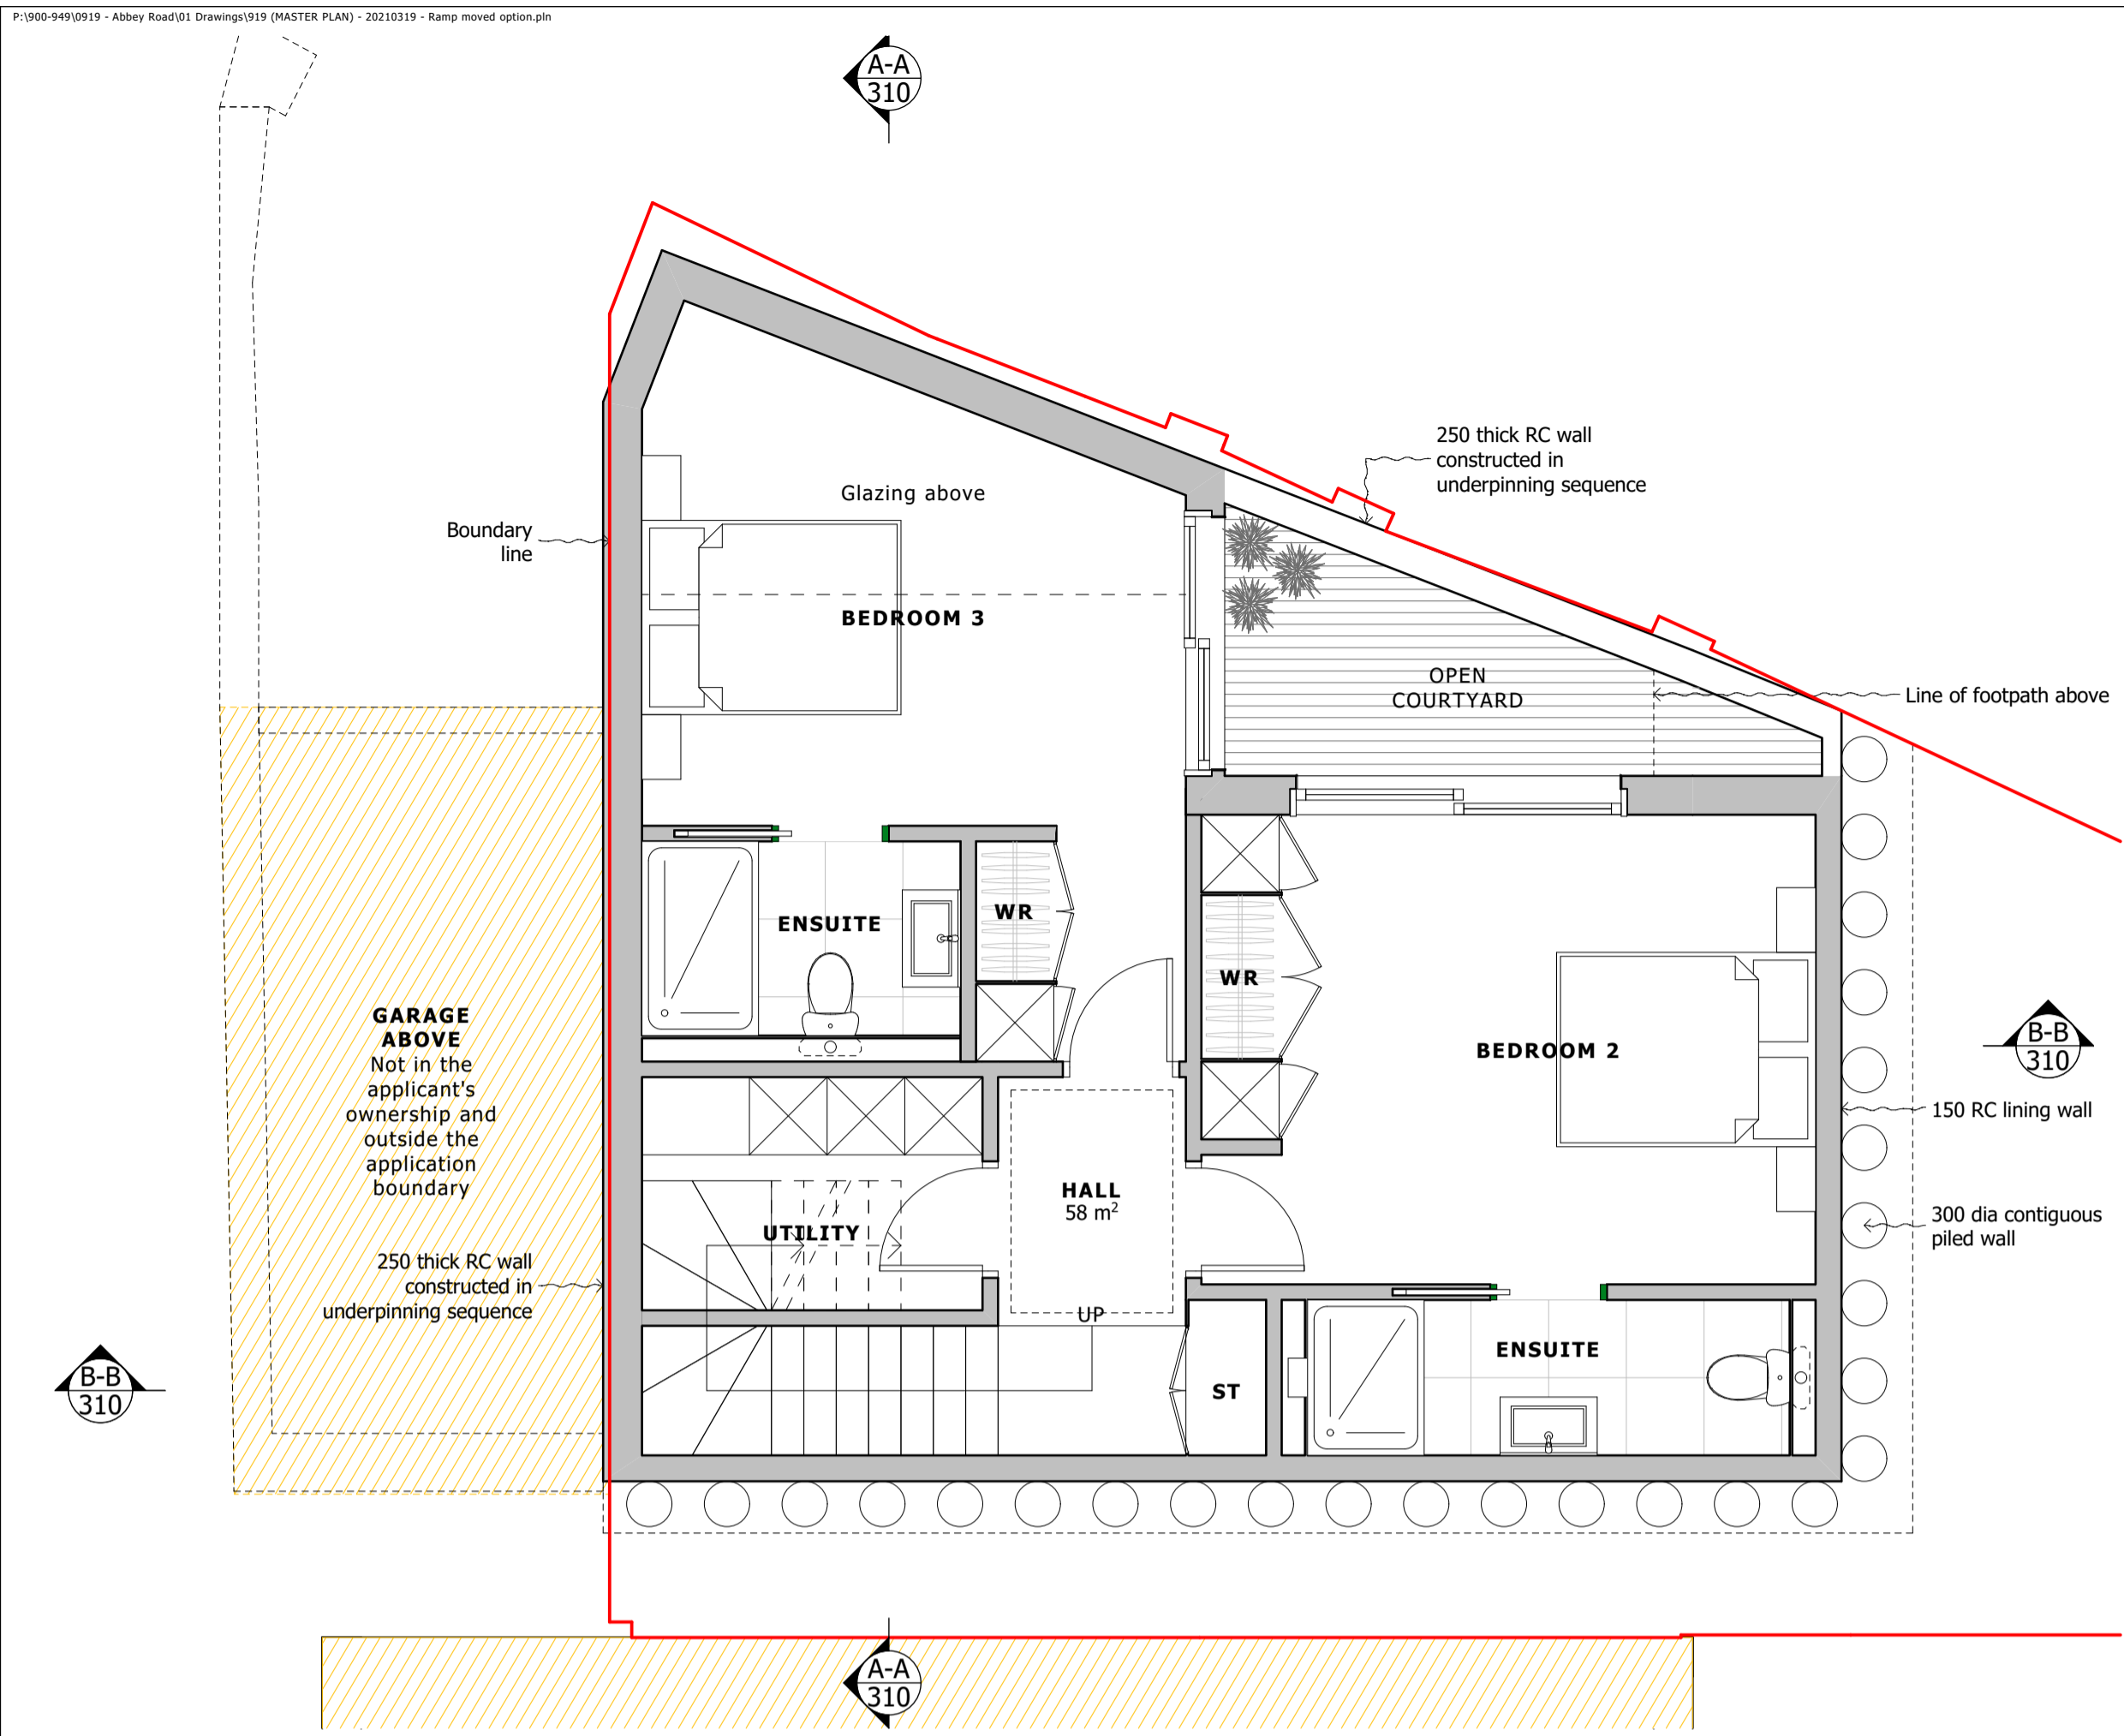 P:\900-949\0919 - Abbey Road\01 Drawings\919 (MASTER PLAN) - 20210319 - Ramp moved option.pln
A-A
310
250 thick RC wall
constructed in
underpinning sequence
Glazing above
Boundary
line
BEDROOM 3
OPEN
COURTYARD
Line of footpath above
ENSUITE
WR
WR
GARAGE
ABOVE
Not in the
applicant's
ownership and
outside the
application
boundary
BEDROOM 2
B-B
310
150 RC lining wall
HALL
58 m²
UTILITY
300 dia contiguous
piled wall
250 thick RC wall
constructed in
underpinning sequence
UP
ENSUITE
ST
B-B
310
A-A
310